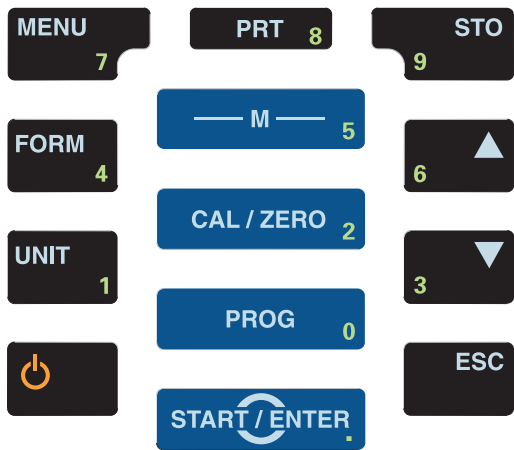 MENU 7
PRT 8
STO 9
M 5
FORM 4
6
CAL / ZERO 2
UNIT 1
3
PROG 0
ESC
START / ENTER .